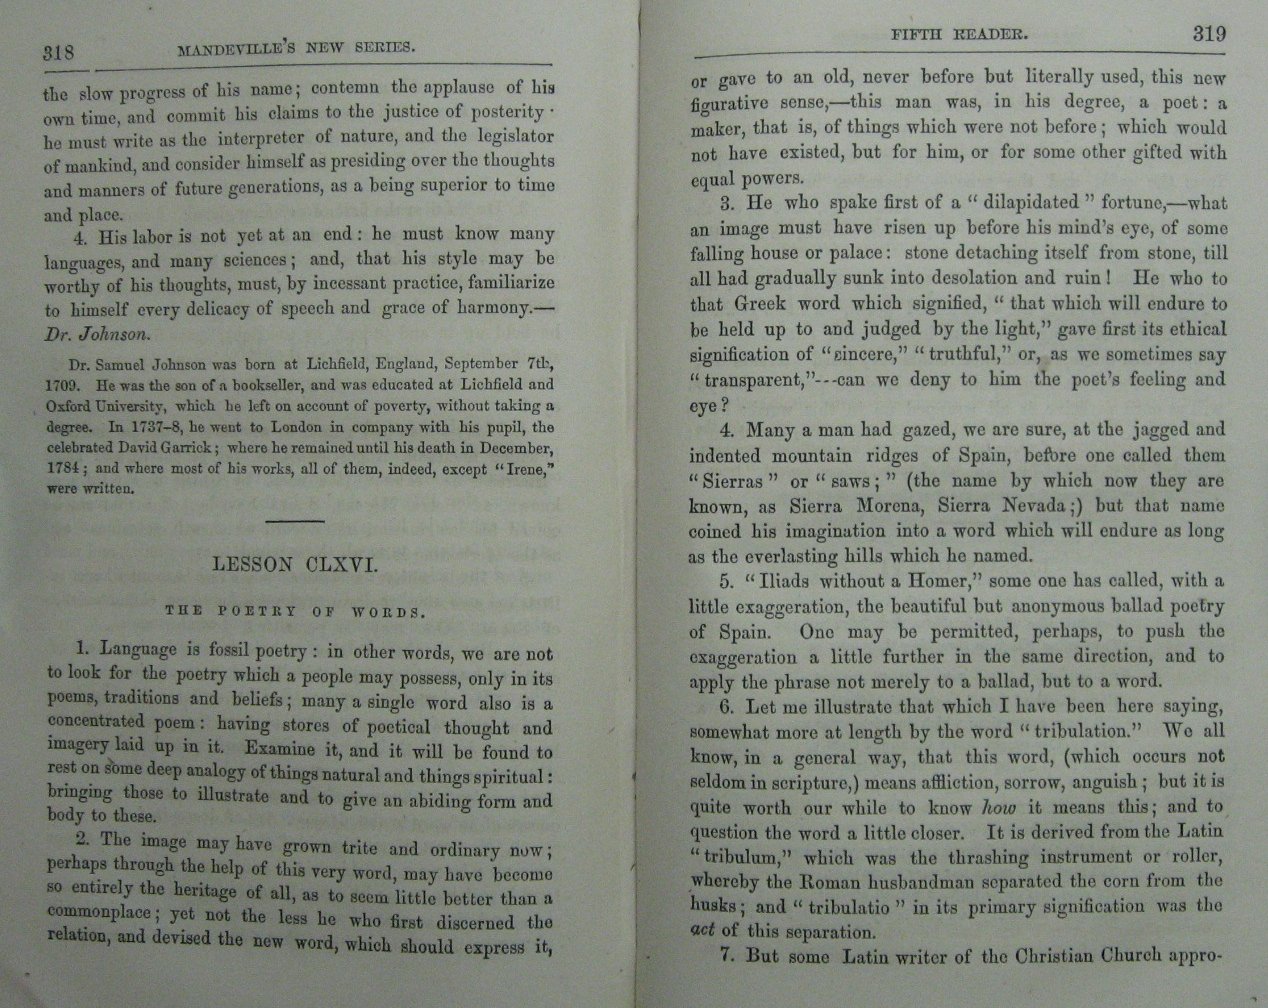 318 MANDEVILLE'S NEW SERIES.
the slow progress of his name; contemn the applause of his
own time, and commit his claims to the justice of posterity ·
he must write as the interpreter of nature, and the legislator
of mankind, and consider himself as presiding over the thoughts
and manners of future generations, as a being superior to time
and place.
4. His labor is not yet at an end: he must know many
languages, and many sciences; and, that his style may be
worthy of his thoughts, must, by incessant practice, familiarize
to himself every delicacy of speech and grace of harmony.—
Dr. Johnson.
Dr. Samuel Johnson was born at Lichfield, England, September 7th,
1709. He was the son of a bookseller, and was educated at Lichfield and
Oxford University, which he left on account of poverty, without taking a
degree. In 1737–8, he went to London in company with his pupil, the
celebrated David Garrick; where he remained until his death in December,
1784; and where most of his works, all of them, indeed, except "Irene,"
were written.
LESSON CLXVI.
THE POETRY OF WORDS.
1. Language is fossil poetry: in other words, we are not
to look for the poetry which a people may possess, only in its
poems, traditions and beliefs; many a single word also is a
concentrated poem: having stores of poetical thought and
imagery laid up in it. Examine it, and it will be found to
rest on some deep analogy of things natural and things spiritual:
bringing those to illustrate and to give an abiding form and
body to these.
2. The image may have grown trite and ordinary now;
perhaps through the help of this very word, may have become
so entirely the heritage of all, as to seem little better than a
commonplace; yet not the less he who first discerned the
relation, and devised the new word, which should express it,
FIFTH READER. 319
or gave to an old, never before but literally used, this new
figurative sense,—this man was, in his degree, a poet: a
maker, that is, of things which were not before; which would
not have existed, but for him, or for some other gifted with
equal powers.
3. He who spake first of a "dilapidated" fortune,—what
an image must have risen up before his mind's eye, of some
falling house or palace: stone detaching itself from stone, till
all had gradually sunk into desolation and ruin! He who to
that Greek word which signified, "that which will endure to
be held up to and judged by the light," gave first its ethical
signification of "sincere," "truthful," or, as we sometimes say
"transparent,"---can we deny to him the poet's feeling and
eye?
4. Many a man had gazed, we are sure, at the jagged and
indented mountain ridges of Spain, before one called them
"Sierras" or "saws;" (the name by which now they are
known, as Sierra Morena, Sierra Nevada;) but that name
coined his imagination into a word which will endure as long
as the everlasting hills which he named.
5. "Iliads without a Homer," some one has called, with a
little exaggeration, the beautiful but anonymous ballad poetry
of Spain. One may be permitted, perhaps, to push the
exaggeration a little further in the same direction, and to
apply the phrase not merely to a ballad, but to a word.
6. Let me illustrate that which I have been here saying,
somewhat more at length by the word "tribulation." We all
know, in a general way, that this word, (which occurs not
seldom in scripture,) means affliction, sorrow, anguish; but it is
quite worth our while to know how it means this; and to
question the word a little closer. It is derived from the Latin
"tribulum," which was the thrashing instrument or roller,
whereby the Roman husbandman separated the corn from the
husks; and "tribulatio" in its primary signification was the
act of this separation.
7. But some Latin writer of the Christian Church appro-